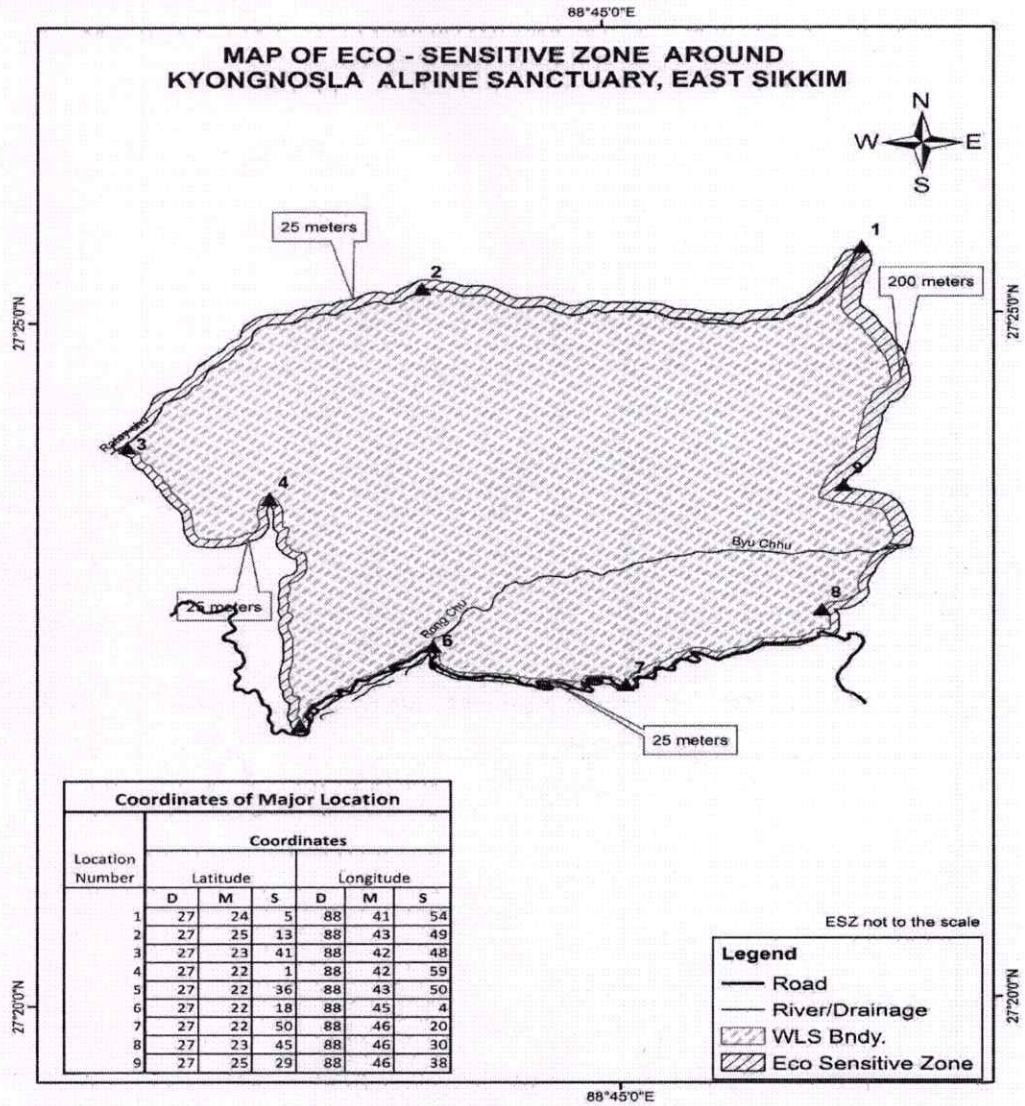 88°45'0"E
MAP OF ECO - SENSITIVE ZONE AROUND
KYONGNOSLA ALPINE SANCTUARY, EAST SIKKIM
N
W E
S
25 meters
1
2
200 meters
27°25'0"N
27°25'0"N
3
4
9
Byu Chhu
25 meters
8
Rong Chu
6
7
25 meters
Coordinates of Major Location
Location Number
Coordinates
Latitude Longitude
D M S D M S
1 27 24 5 88 41 54
2 27 25 13 88 43 49
3 27 23 41 88 42 48
4 27 22 1 88 42 59
5 27 22 36 88 43 50
6 27 22 18 88 45 4
7 27 22 50 88 46 20
8 27 23 45 88 46 30
9 27 25 29 88 46 38
ESZ not to the scale
Legend
Road
River/Drainage
WLS Bndy.
Eco Sensitive Zone
27°20'0"N
27°20'0"N
88°45'0"E